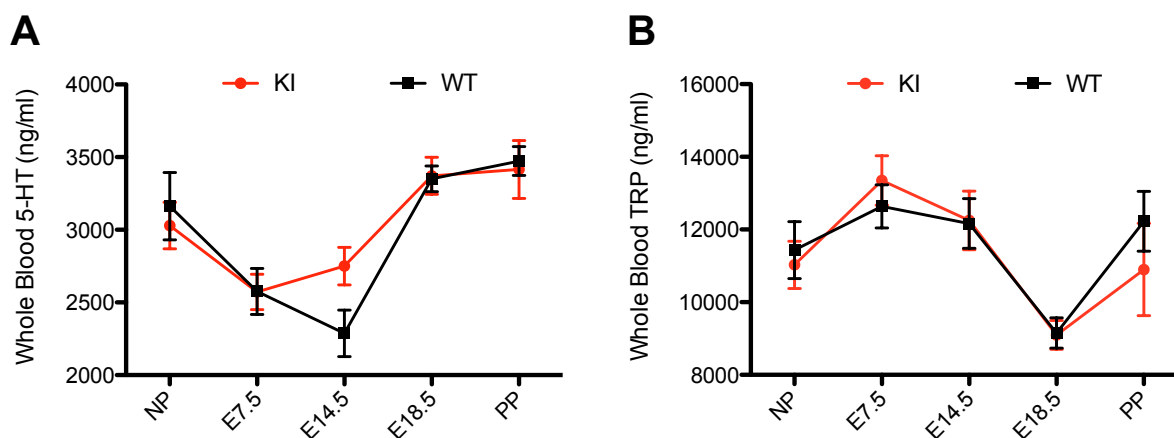 A
KI
WT
Whole Blood 5-HT (ng/ml)
4000
3500
3000
2500
2000
NP
E7.5
E14.5
E18.5
PP
B
KI
WT
Whole Blood TRP (ng/ml)
16000
14000
12000
10000
8000
NP
E7.5
E14.5
E18.5
PP